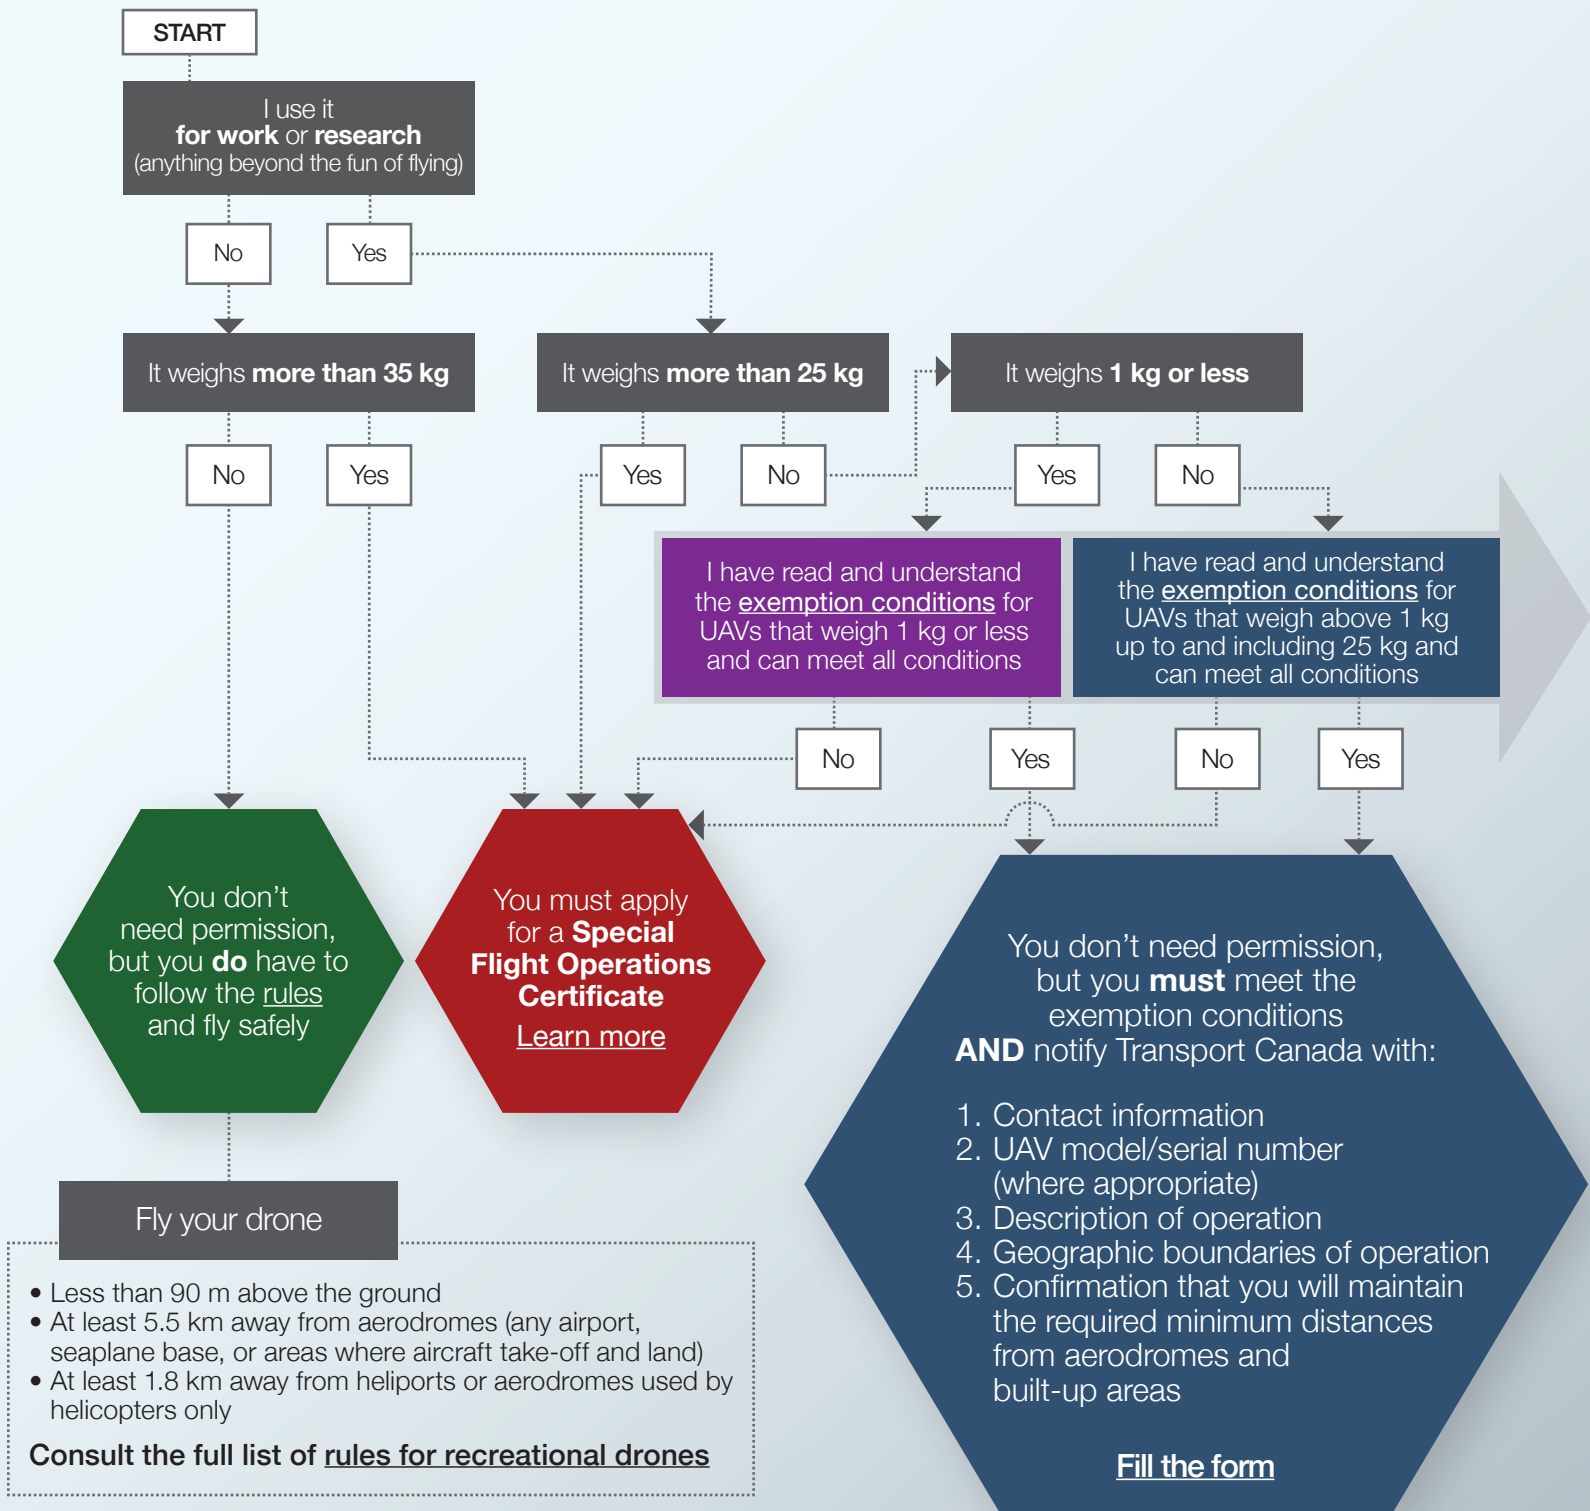 START
I use it
for work or research
(anything beyond the fun of flying)
No
Yes
It weighs more than 35 kg
It weighs more than 25 kg
It weighs 1 kg or less
No
Yes
Yes
No
Yes
No
I have read and understand
the exemption conditions for
UAVs that weigh 1 kg or less
and can meet all conditions
I have read and understand
the exemption conditions for
UAVs that weigh above 1 kg
up to and including 25 kg and
can meet all conditions
No
Yes
No
Yes
You don’t
need permission,
but you do have to
follow the rules
and fly safely
You must apply
for a Special
Flight Operations
Certificate
Learn more
You don’t need permission,
but you must meet the
exemption conditions
AND notify Transport Canada with:
1. Contact information
2. UAV model/serial number
(where appropriate)
3. Description of operation
4. Geographic boundaries of operation
5. Confirmation that you will maintain
the required minimum distances
from aerodromes and
built-up areas
Fill the form
Fly your drone
• Less than 90 m above the ground
• At least 5.5 km away from aerodromes (any airport,
seaplane base, or areas where aircraft take-off and land)
• At least 1.8 km away from heliports or aerodromes used by
helicopters only
Consult the full list of rules for recreational drones